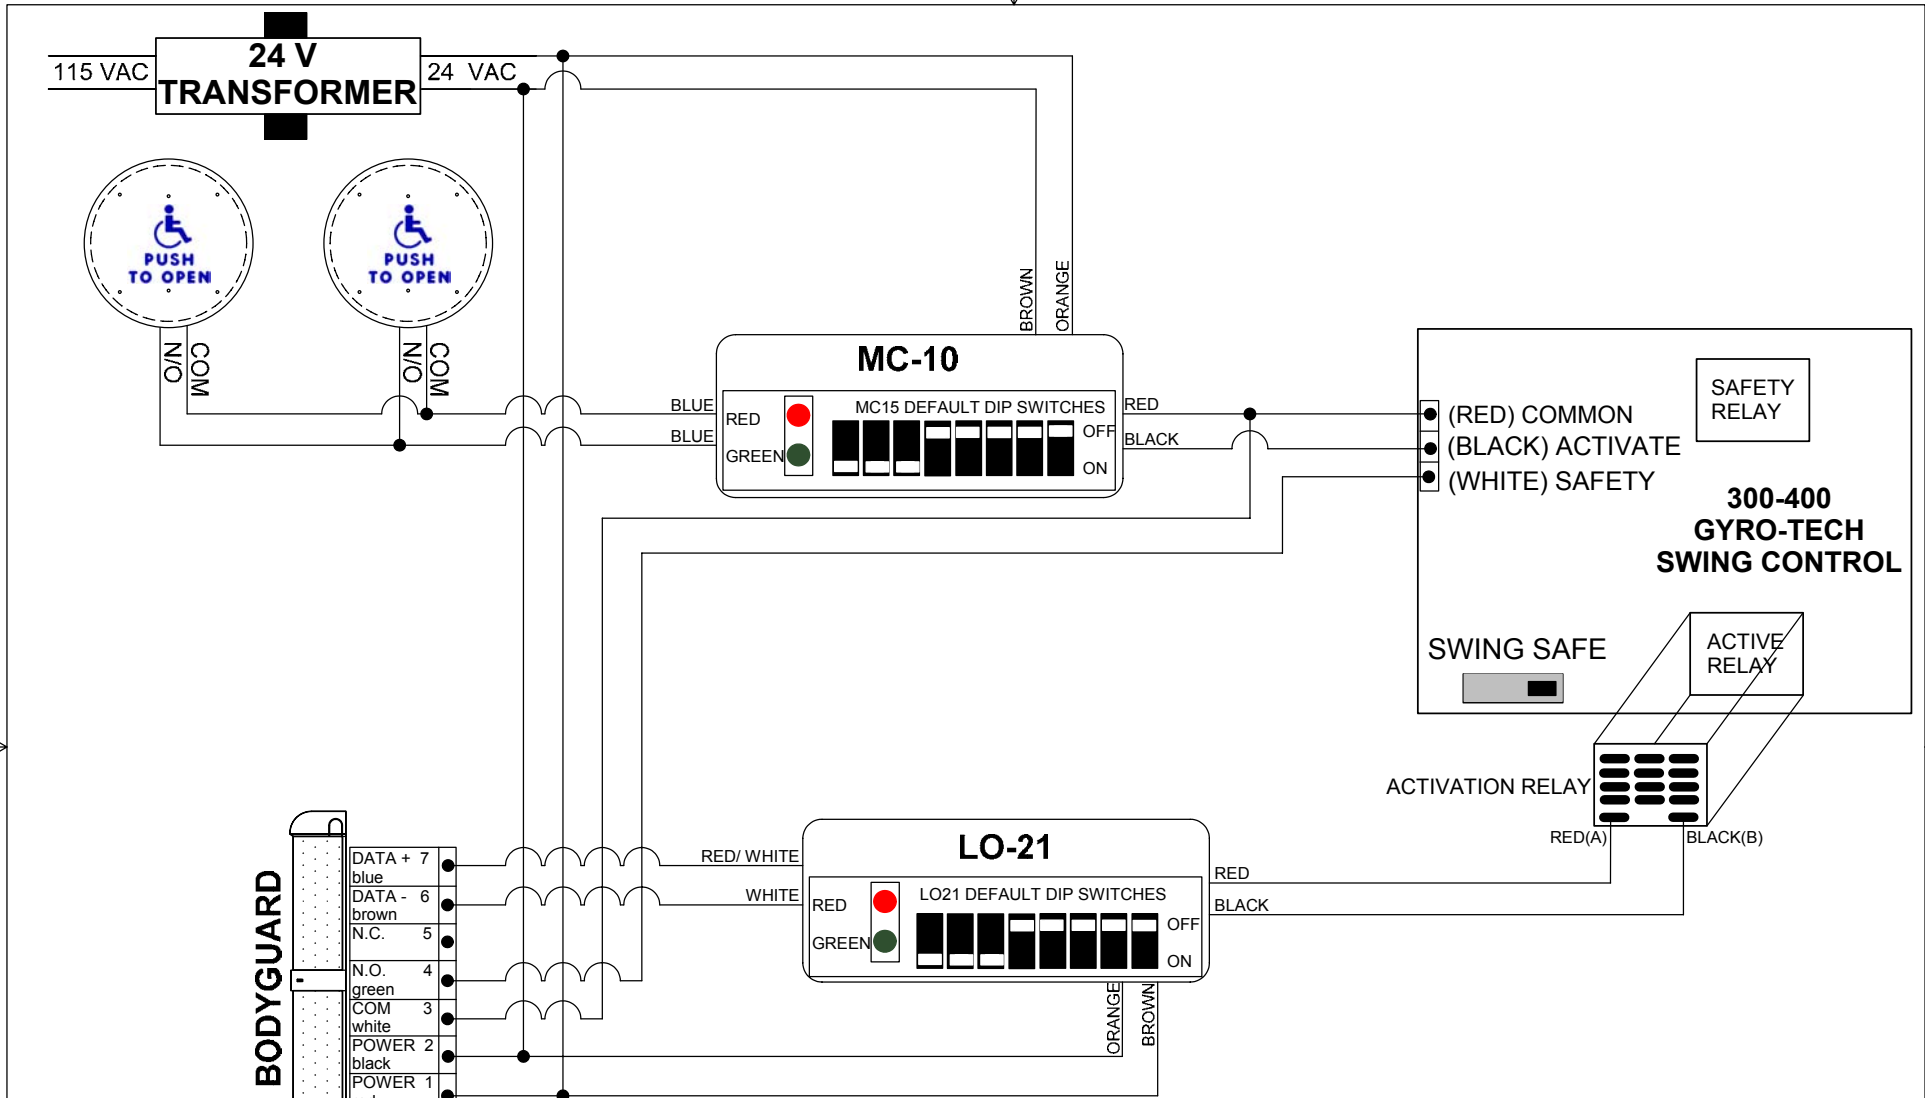 115 VAC
24 V
TRANSFORMER
24 VAC
PUSH
TO OPEN
PUSH
TO OPEN
N/O
COM
N/O
COM
BROWN
ORANGE
MC-10
BLUE
BLUE
RED
GREEN
MC15 DEFAULT DIP SWITCHES
OFF
ON
RED
BLACK
(RED) COMMON
(BLACK) ACTIVATE
(WHITE) SAFETY
SAFETY
RELAY
300-400
GYRO-TECH
SWING CONTROL
SWING SAFE
ACTIVE
RELAY
ACTIVATION RELAY
RED(A)
BLACK(B)
BODYGUARD
DATA + 7
blue
DATA - 6
brown
N.C. 5
N.O. 4
green
COM 3
white
POWER 2
black
POWER 1
RED/ WHITE
WHITE
LO-21
RED
GREEN
LO21 DEFAULT DIP SWITCHES
OFF
ON
RED
BLACK
ORANGE
BROWN